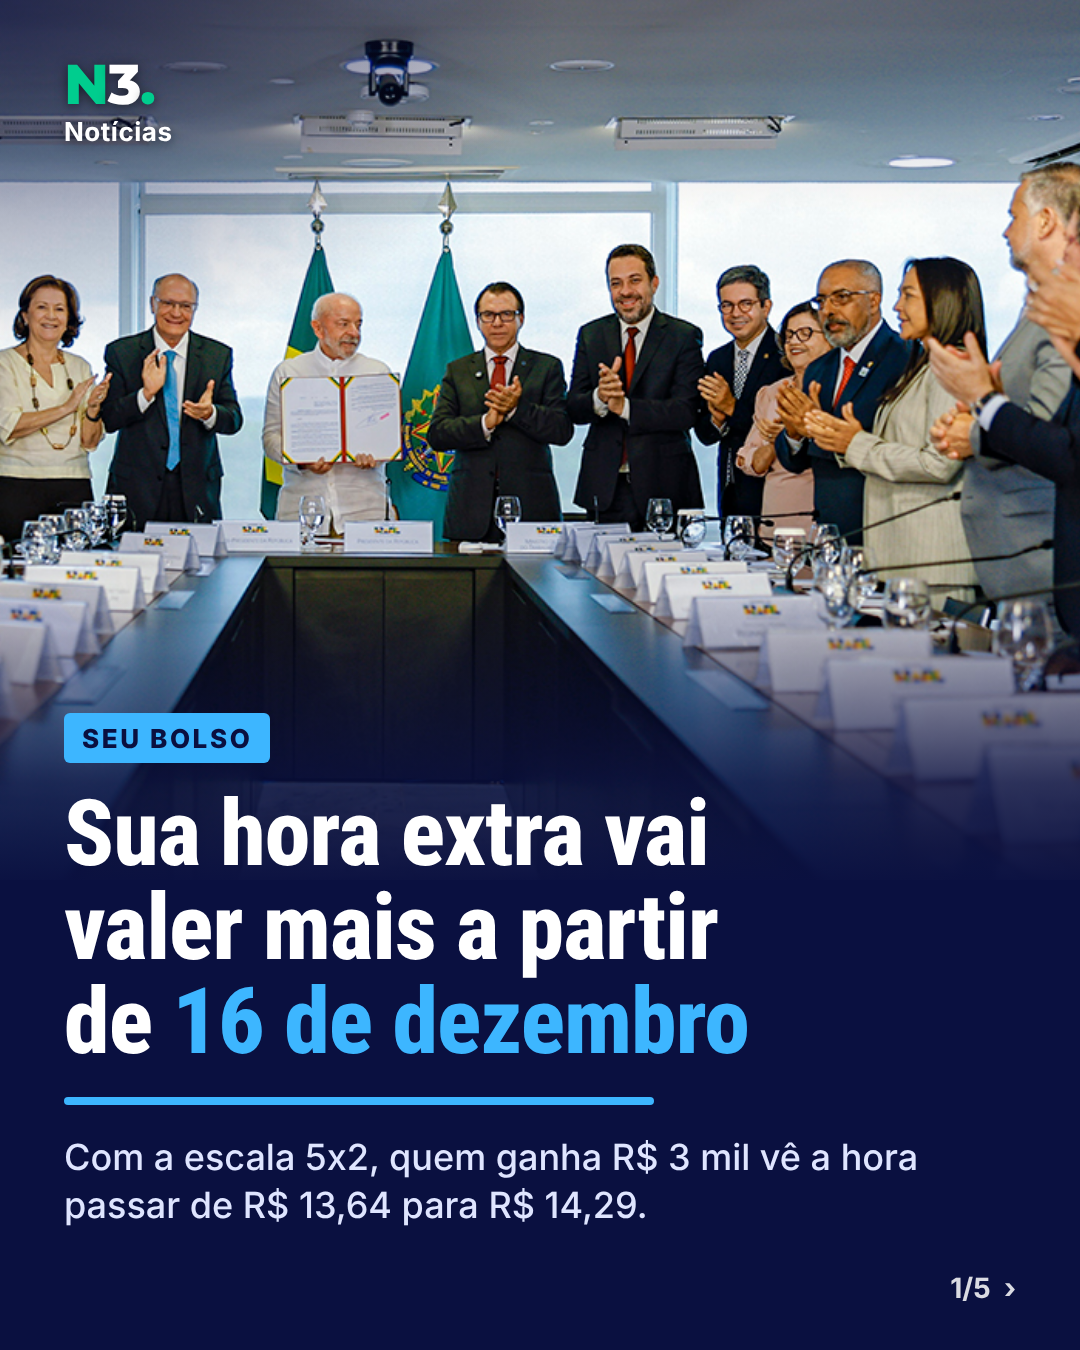 N3.
Notícias
SEU BOLSO
Sua hora extra vai
valer mais a partir
de 16 de dezembro
Com a escala 5x2, quem ganha R$ 3 mil vê a hora
passar de R$ 13,64 para R$ 14,29.
1/5 ›